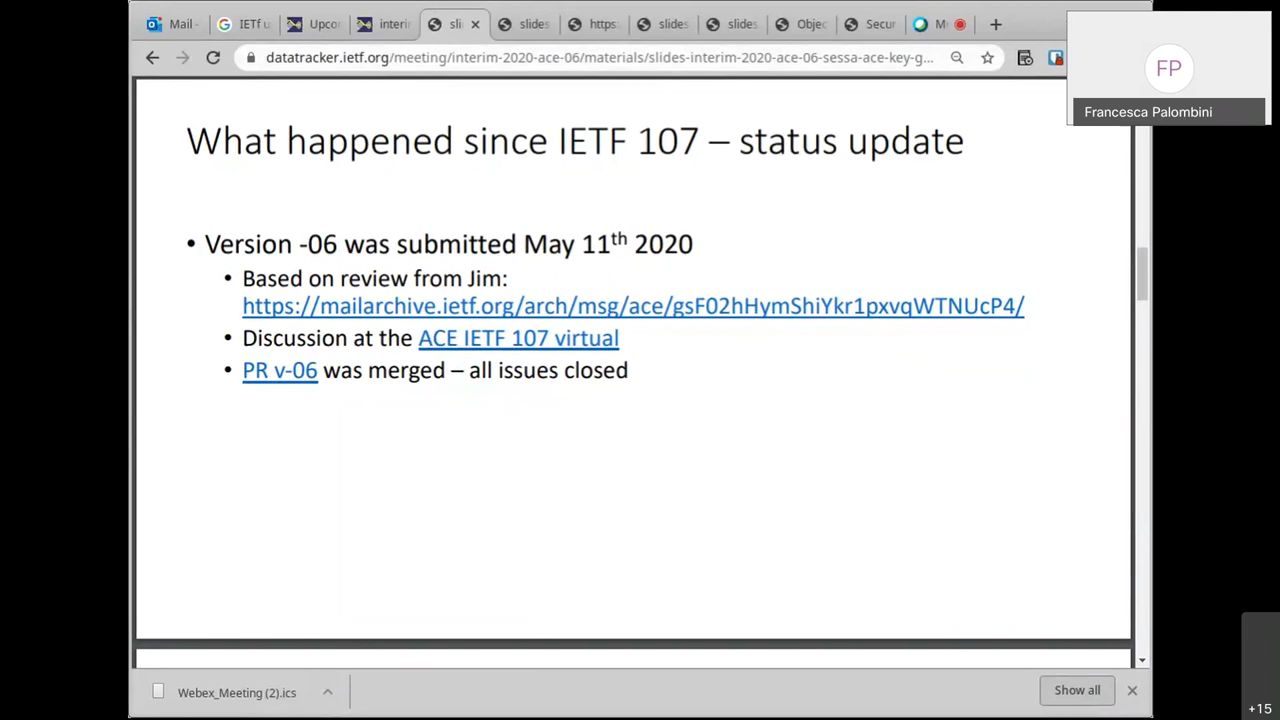 Mail -
IETf u
Upcor
interi
sli
slides
https
slides
slides
Objec
Secur
M
datatracker.ietf.org/meeting/interim-2020-ace-06/materials/slides-interim-2020-ace-06-sessa-ace-key-g...
FP
Francesca Palombini
What happened since IETF 107 – status update
• Version -06 was submitted May 11th 2020
• Based on review from Jim:
https://mailarchive.ietf.org/arch/msg/ace/gsF02hHymShiYkr1pxvqWTNUcP4/
• Discussion at the ACE IETF 107 virtual
• PR v-06 was merged – all issues closed
Webex_Meeting (2).ics
Show all
+15